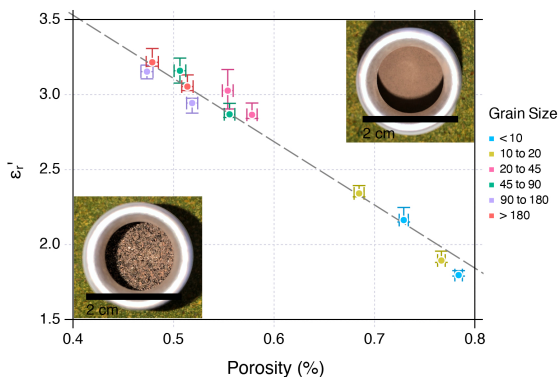 3.5
3.0
2.5
2.0
1.5
εr'
0.4
0.5
0.6
0.7
0.8
Porosity (%)
2 cm
2 cm
Grain Size
< 10
10 to 20
20 to 45
45 to 90
90 to 180
> 180